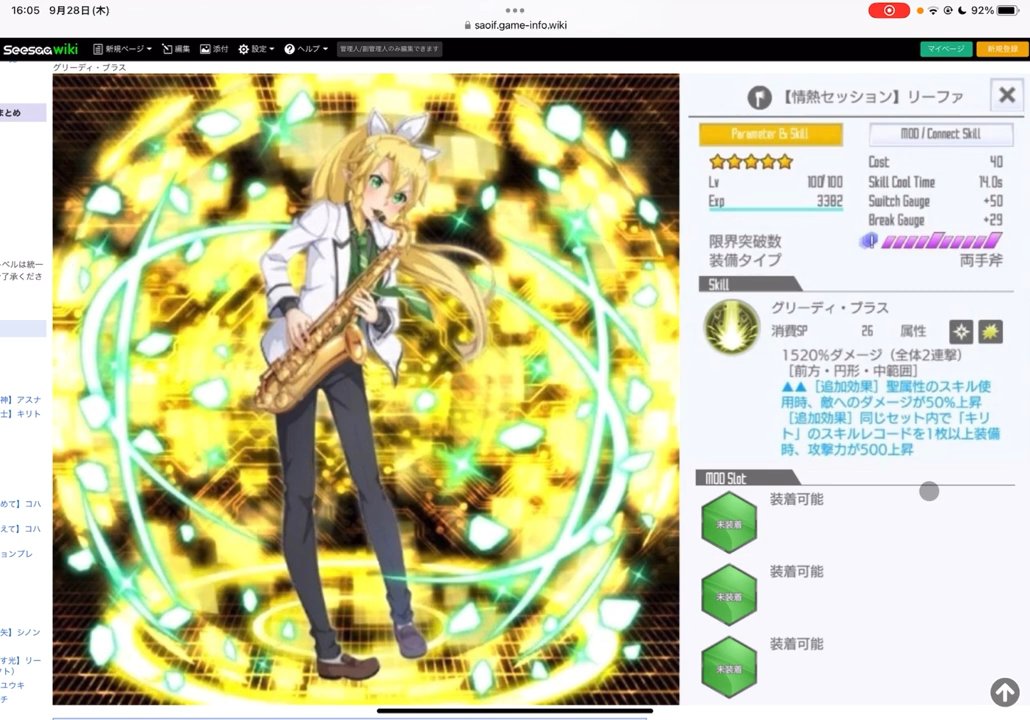 16:05 9月28日(木)
92%
saoif.game-info.wiki
Seesaa wiki 新規ページ 編集 添付 設定 ヘルプ 管理人/副管理人のみ編集できます マイページ 新規登録
グリーディ・ブラス
まとめ
ベルは統一
了承くださ
神】アスナ
士】キリト
めて】コハ
えて】コハ
ョンプレ
矢】シノン
す光】リー
ァト）
ユウキ
チ
【情熱セッション】リーファ
Parameter & Skill
MOD / Connect Skill
Lv 100/100
Exp 3382
Cost 40
Skill Cool Time 14.0s
Switch Gauge +50
Break Gauge +29
限界突破数
装備タイプ 両手斧
Skill
グリーディ・ブラス
消費SP 26 属性
1520%ダメージ（全体2連撃）
［前方・円形・中範囲］
▲▲［追加効果］聖属性のスキル使
用時、敵へのダメージが50%上昇
［追加効果］同じセット内で「キリ
ト」のスキルレコードを1枚以上装備
時、攻撃力が500上昇
MOD Slot
未装着 装着可能
未装着 装着可能
未装着 装着可能